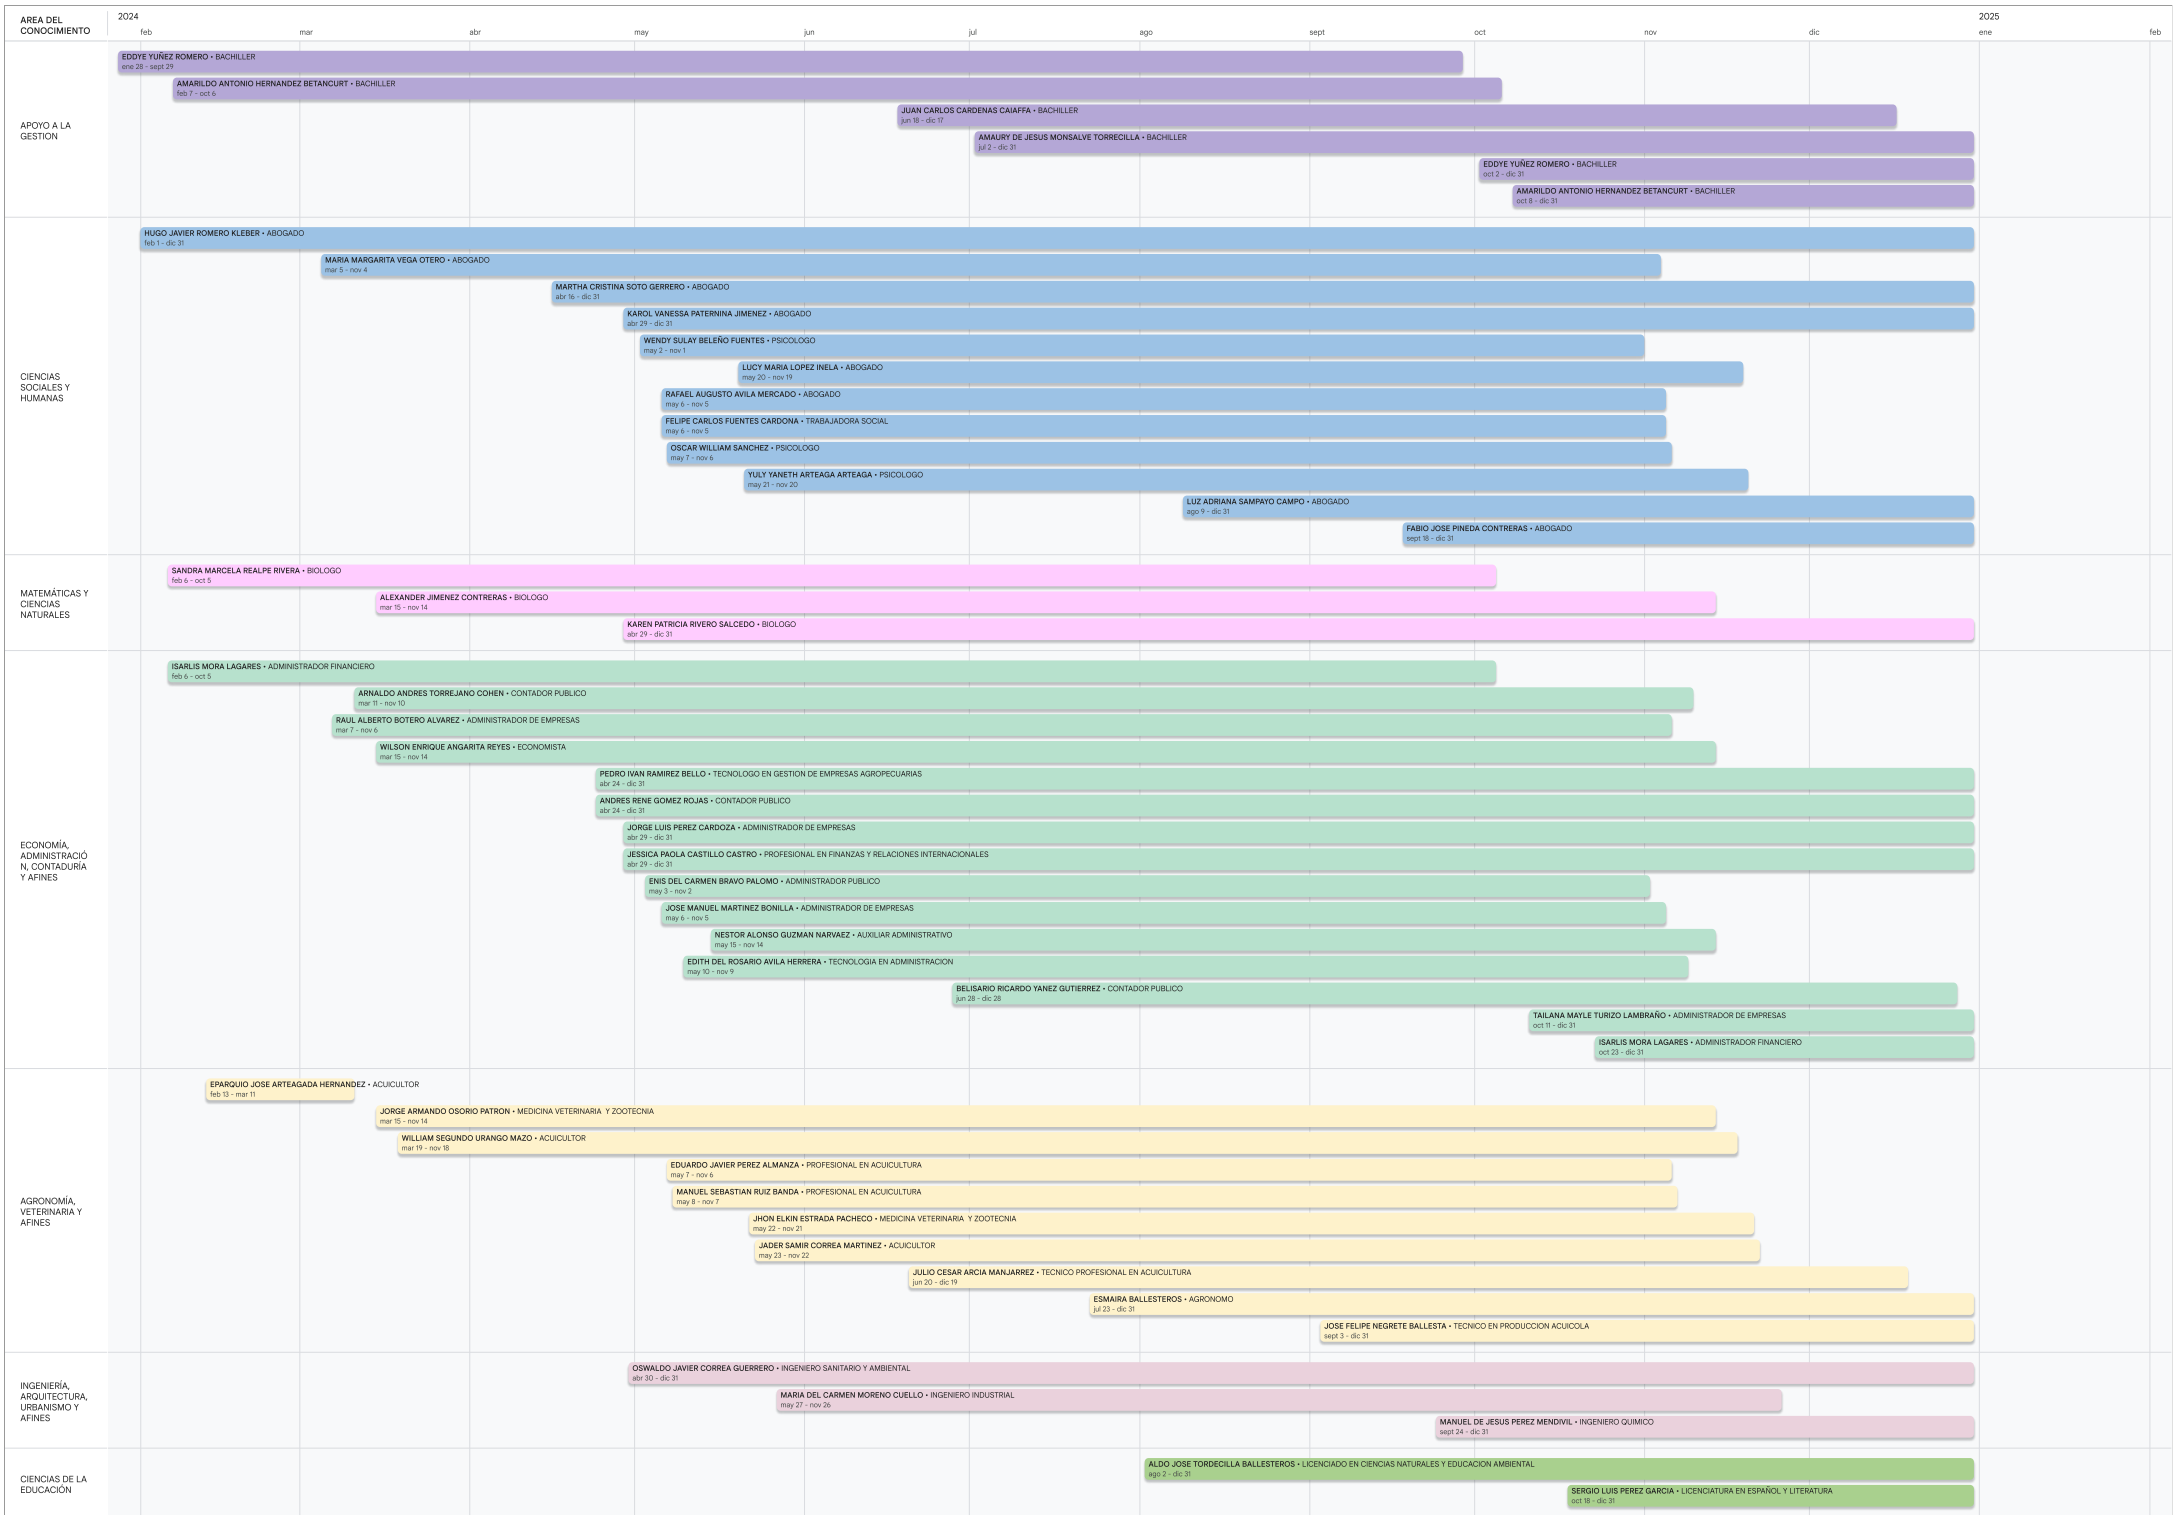 AREA DEL
CONOCIMIENTO
2024
2025
feb mar abr may jun jul ago sept oct nov dic ene feb
APOYO A LA
GESTION
EDDYE YUÑEZ ROMERO • BACHILLER
ene 28 - sept 29
AMARILDO ANTONIO HERNANDEZ BETANCURT • BACHILLER
feb 7 - oct 6
JUAN CARLOS CARDENAS CAIAFFA • BACHILLER
jun 18 - dic 17
AMAURY DE JESUS MONSALVE TORRECILLA • BACHILLER
jul 2 - dic 31
EDDYE YUÑEZ ROMERO • BACHILLER
oct 2 - dic 31
AMARILDO ANTONIO HERNANDEZ BETANCURT • BACHILLER
oct 8 - dic 31
CIENCIAS
SOCIALES Y
HUMANAS
HUGO JAVIER ROMERO KLEBER • ABOGADO
feb 1 - dic 31
MARIA MARGARITA VEGA OTERO • ABOGADO
mar 5 - nov 4
MARTHA CRISTINA SOTO GERRERO • ABOGADO
abr 16 - dic 31
KAROL VANESSA PATERNINA JIMENEZ • ABOGADO
abr 29 - dic 31
WENDY SULAY BELEÑO FUENTES • PSICOLOGO
may 2 - nov 1
LUCY MARIA LOPEZ INELA • ABOGADO
may 20 - nov 19
RAFAEL AUGUSTO AVILA MERCADO • ABOGADO
may 6 - nov 5
FELIPE CARLOS FUENTES CARDONA • TRABAJADORA SOCIAL
may 6 - nov 5
OSCAR WILLIAM SANCHEZ • PSICOLOGO
may 7 - nov 6
YULY YANETH ARTEAGA ARTEAGA • PSICOLOGO
may 21 - nov 20
LUZ ADRIANA SAMPAYO CAMPO • ABOGADO
ago 9 - dic 31
FABIO JOSE PINEDA CONTRERAS • ABOGADO
sept 18 - dic 31
MATEMÁTICAS Y
CIENCIAS
NATURALES
SANDRA MARCELA REALPE RIVERA • BIOLOGO
feb 6 - oct 5
ALEXANDER JIMENEZ CONTRERAS • BIOLOGO
mar 15 - nov 14
KAREN PATRICIA RIVERO SALCEDO • BIOLOGO
abr 29 - dic 31
ECONOMÍA,
ADMINISTRACIÓ
N, CONTADURÍA
Y AFINES
ISARLIS MORA LAGARES • ADMINISTRADOR FINANCIERO
feb 6 - oct 5
ARNALDO ANDRES TORREJANO COHEN • CONTADOR PUBLICO
mar 11 - nov 10
RAUL ALBERTO BOTERO ALVAREZ • ADMINISTRADOR DE EMPRESAS
mar 7 - nov 6
WILSON ENRIQUE ANGARITA REYES • ECONOMISTA
mar 15 - nov 14
PEDRO IVAN RAMIREZ BELLO • TECNOLOGO EN GESTION DE EMPRESAS AGROPECUARIAS
abr 24 - dic 31
ANDRES RENE GOMEZ ROJAS • CONTADOR PUBLICO
abr 24 - dic 31
JORGE LUIS PEREZ CARDOZA • ADMINISTRADOR DE EMPRESAS
abr 29 - dic 31
JESSICA PAOLA CASTILLO CASTRO • PROFESIONAL EN FINANZAS Y RELACIONES INTERNACIONALES
abr 29 - dic 31
ENIS DEL CARMEN BRAVO PALOMO • ADMINISTRADOR PUBLICO
may 3 - nov 2
JOSE MANUEL MARTINEZ BONILLA • ADMINISTRADOR DE EMPRESAS
may 6 - nov 5
NESTOR ALONSO GUZMAN NARVAEZ • AUXILIAR ADMINISTRATIVO
may 15 - nov 14
EDITH DEL ROSARIO AVILA HERRERA • TECNOLOGIA EN ADMINISTRACION
may 10 - nov 9
BELISARIO RICARDO YANEZ GUTIERREZ • CONTADOR PUBLICO
jun 28 - dic 28
TAILANA MAYLE TURIZO LAMBRAÑO • ADMINISTRADOR DE EMPRESAS
oct 11 - dic 31
ISARLIS MORA LAGARES • ADMINISTRADOR FINANCIERO
oct 23 - dic 31
AGRONOMÍA,
VETERINARIA Y
AFINES
EPARQUIO JOSE ARTEAGADA HERNANDEZ • ACUICULTOR
feb 13 - mar 11
JORGE ARMANDO OSORIO PATRON • MEDICINA VETERINARIA Y ZOOTECNIA
mar 15 - nov 14
WILLIAM SEGUNDO URANGO MAZO • ACUICULTOR
mar 19 - nov 18
EDUARDO JAVIER PEREZ ALMANZA • PROFESIONAL EN ACUICULTURA
may 7 - nov 6
MANUEL SEBASTIAN RUIZ BANDA • PROFESIONAL EN ACUICULTURA
may 8 - nov 7
JHON ELKIN ESTRADA PACHECO • MEDICINA VETERINARIA Y ZOOTECNIA
may 22 - nov 21
JADER SAMIR CORREA MARTINEZ • ACUICULTOR
may 23 - nov 22
JULIO CESAR ARCIA MANJARREZ • TECNICO PROFESIONAL EN ACUICULTURA
jun 20 - dic 19
ESMAIRA BALLESTEROS • AGRONOMO
jul 23 - dic 31
JOSE FELIPE NEGRETE BALLESTA • TECNICO EN PRODUCCION ACUICOLA
sept 3 - dic 31
INGENIERÍA,
ARQUITECTURA,
URBANISMO Y
AFINES
OSWALDO JAVIER CORREA GUERRERO • INGENIERO SANITARIO Y AMBIENTAL
abr 30 - dic 31
MARIA DEL CARMEN MORENO CUELLO • INGENIERO INDUSTRIAL
may 27 - nov 26
MANUEL DE JESUS PEREZ MENDIVIL • INGENIERO QUIMICO
sept 24 - dic 31
CIENCIAS DE LA
EDUCACIÓN
ALDO JOSE TORDECILLA BALLESTEROS • LICENCIADO EN CIENCIAS NATURALES Y EDUCACION AMBIENTAL
ago 2 - dic 31
SERGIO LUIS PEREZ GARCIA • LICENCIATURA EN ESPAÑOL Y LITERATURA
oct 18 - dic 31